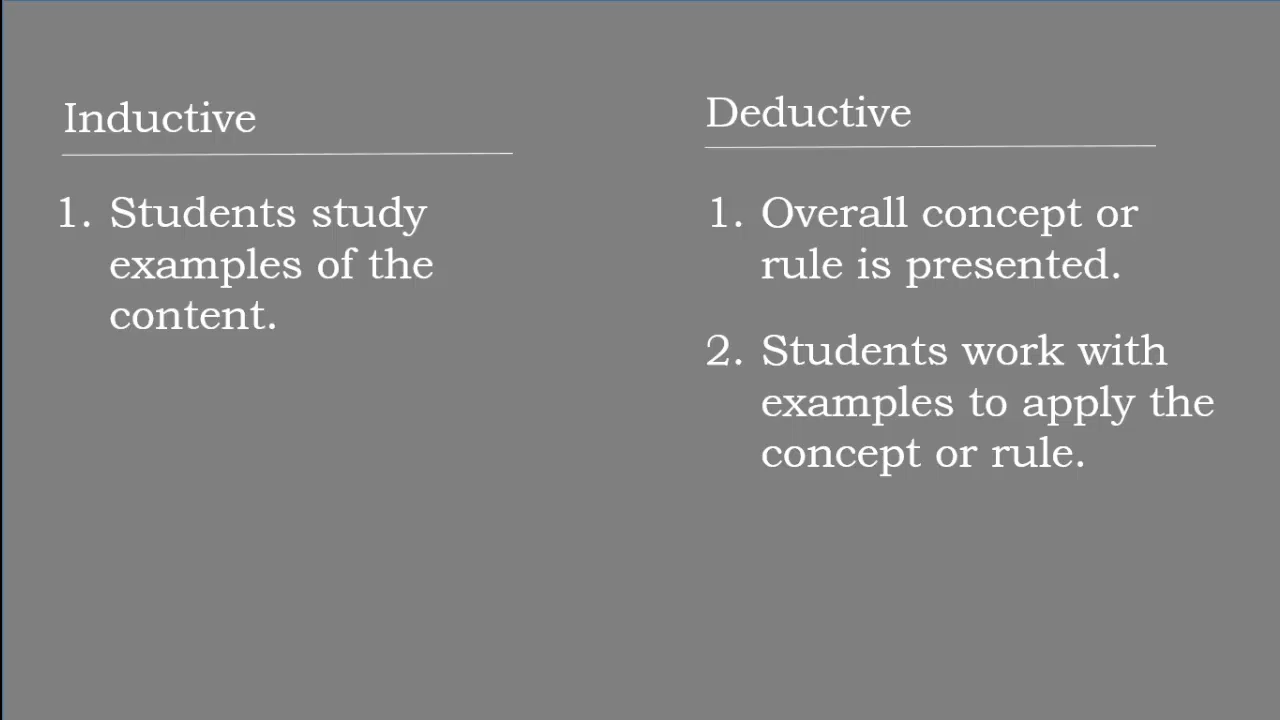 Inductive
1. Students study
examples of the
content.
Deductive
1. Overall concept or
rule is presented.
2. Students work with
examples to apply the
concept or rule.